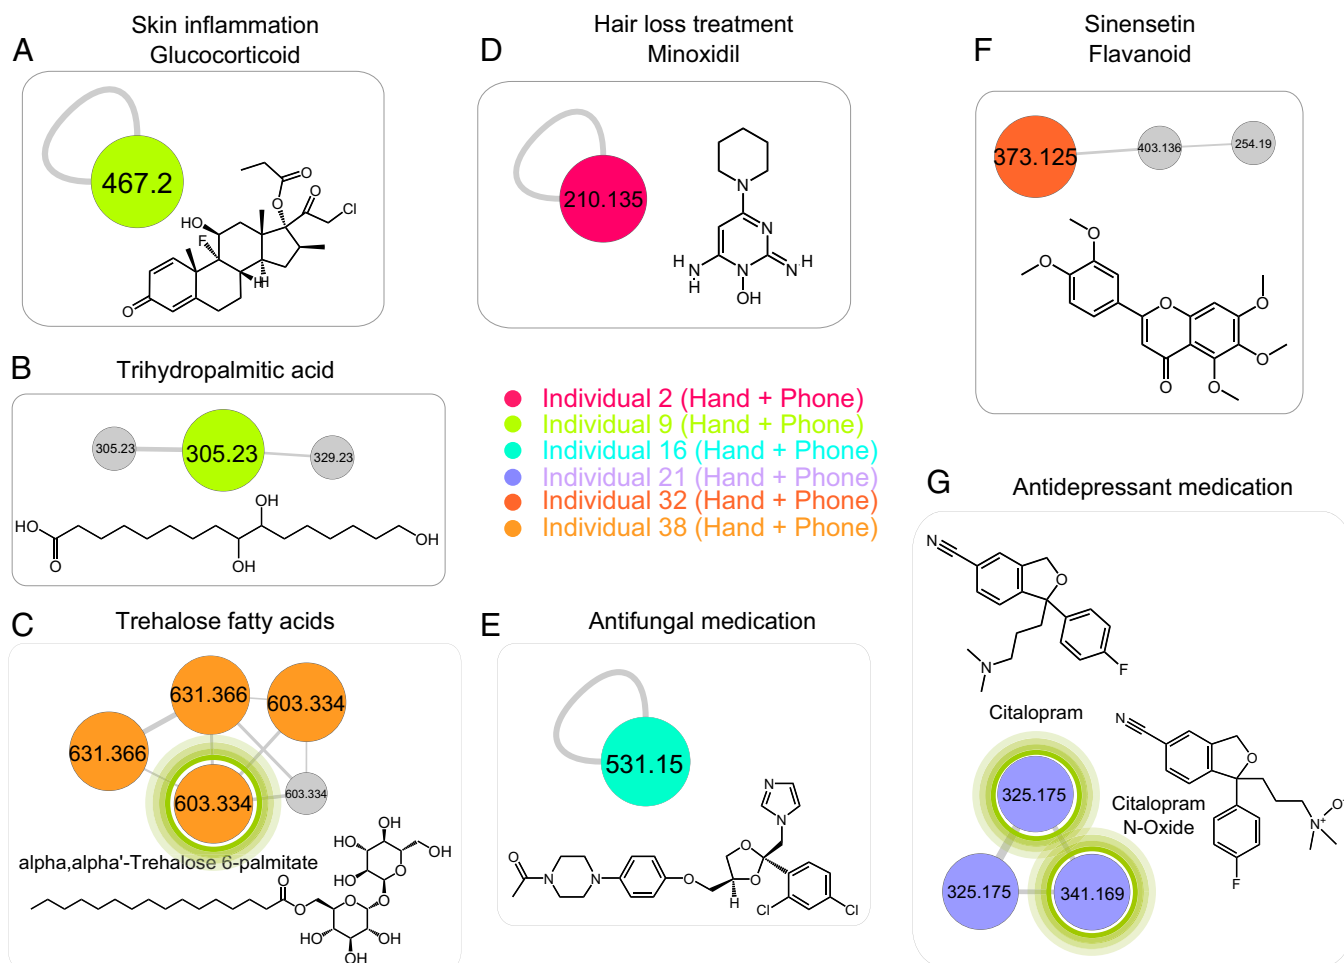 A
Skin inflammation
Glucocorticoid
467.2
O
O
O
Cl
HO
F
H
H
O
B
Trihydropalmitic acid
305.23
305.23
329.23
HO
O
OH
OH
OH
C
Trehalose fatty acids
631.366
603.334
631.366
603.334
603.334
alpha,alpha'-Trehalose 6-palmitate
OH
HO
OH
HO
O
O
O
O
O
HO
OH
OH
OH
D
Hair loss treatment
Minoxidil
210.135
N
N
N
H
N
NH
OH
Individual 2 (Hand + Phone)
Individual 9 (Hand + Phone)
Individual 16 (Hand + Phone)
Individual 21 (Hand + Phone)
Individual 32 (Hand + Phone)
Individual 38 (Hand + Phone)
E
Antifungal medication
531.15
N
N
O
N
N
O
O
O
H
Cl
Cl
F
Sinensetin
Flavanoid
373.125
403.136
254.19
O
O
O
O
O
O
O
G
Antidepressant medication
N
O
N
F
Citalopram
325.175
325.175
341.169
Citalopram
N-Oxide
N
O
N+
O-
F